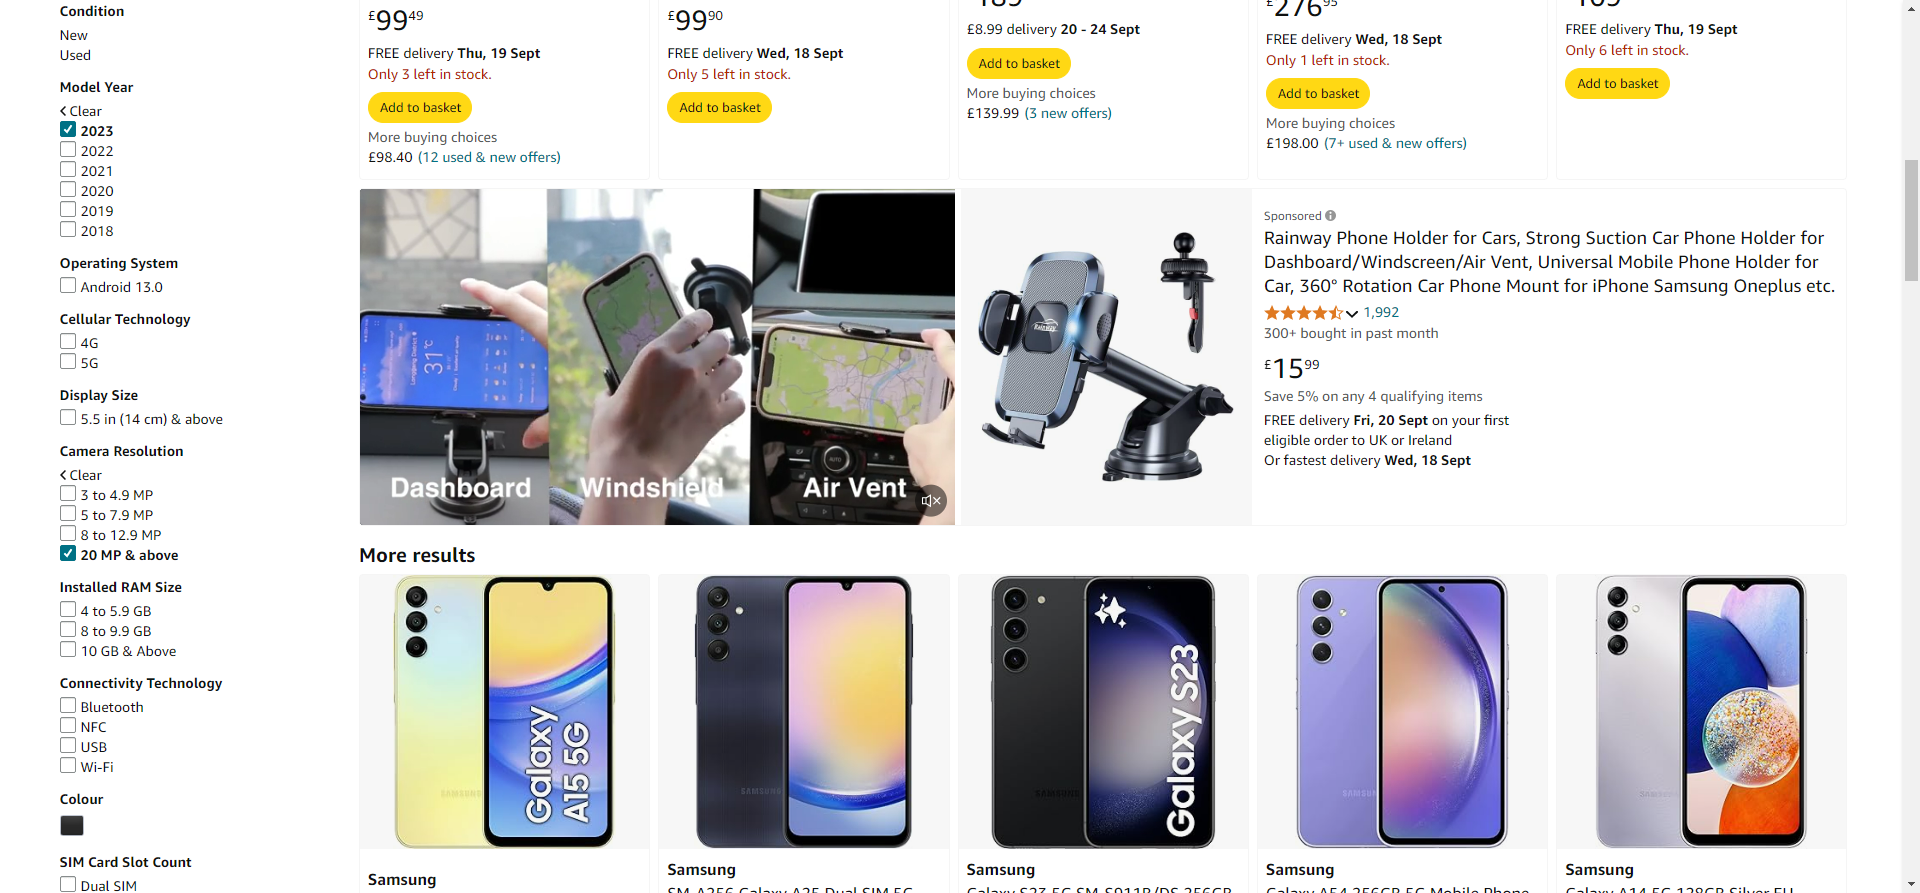 Condition
New
Used
Model Year
Clear
2023
2022
2021
2020
2019
2018
Operating System
Android 13.0
Cellular Technology
4G
5G
Display Size
5.5 in (14 cm) & above
Camera Resolution
Clear
3 to 4.9 MP
5 to 7.9 MP
8 to 12.9 MP
20 MP & above
Installed RAM Size
4 to 5.9 GB
8 to 9.9 GB
10 GB & Above
Connectivity Technology
Bluetooth
NFC
USB
Wi-Fi
Colour
SIM Card Slot Count
Dual SIM
£99.49
FREE delivery Thu, 19 Sept
Only 3 left in stock.
Add to basket
More buying choices
£98.40 (12 used & new offers)
£99.90
FREE delivery Wed, 18 Sept
Only 5 left in stock.
Add to basket
£8.99 delivery 20 - 24 Sept
Add to basket
More buying choices
£139.99 (3 new offers)
£276.95
FREE delivery Wed, 18 Sept
Only 1 left in stock.
Add to basket
More buying choices
£198.00 (7+ used & new offers)
FREE delivery Thu, 19 Sept
Only 6 left in stock.
Add to basket
31°C
Dashboard
Windshield
AUTO
Air Vent
Rainway
Sponsored
Rainway Phone Holder for Cars, Strong Suction Car Phone Holder for
Dashboard/Windscreen/Air Vent, Universal Mobile Phone Holder for
Car, 360° Rotation Car Phone Mount for iPhone Samsung Oneplus etc.
1,992
300+ bought in past month
£15.99
Save 5% on any 4 qualifying items
FREE delivery Fri, 20 Sept on your first
eligible order to UK or Ireland
Or fastest delivery Wed, 18 Sept
More results
SAMSUNG
Galaxy
A15 5G
SAMSUNG
SAMSUNG
Galaxy S23
SAMSUNG
SAMSUNG
Samsung
Samsung
SM-A256 Galaxy A25 Dual SIM 5G
Samsung
Galaxy S23 5G SM-S911B/DS 256GB
Samsung
Galaxy A54 256GB 5G Mobile Phone
Samsung
Galaxy A14 5G 128GB Silver EU